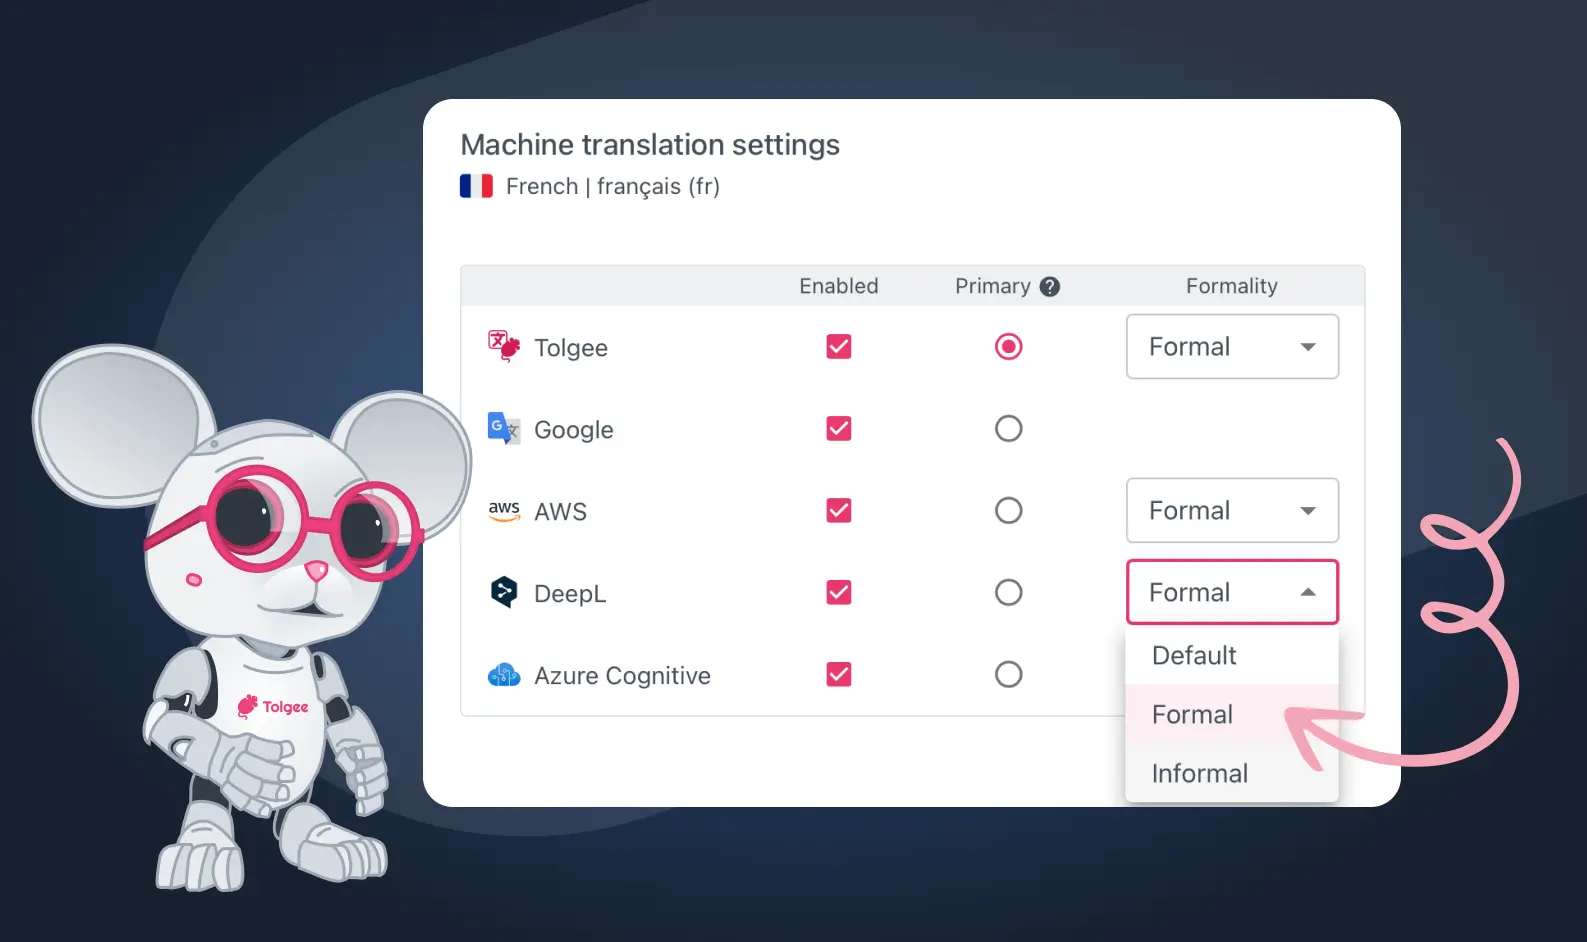 Machine translation settings
French | français (fr)
Enabled Primary ? Formality
Tolgee Formal
G 文 Google
aws AWS Formal
DeepL Formal
Default
Azure Cognitive
Formal
Informal
Tolgee